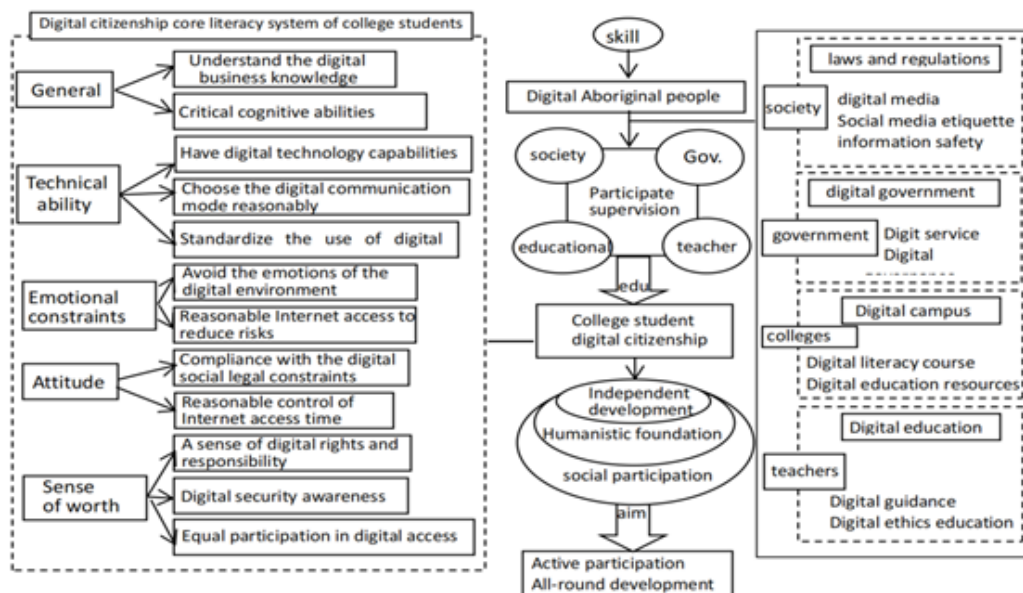 Digital citizenship core literacy system of college students
General
Understand the digital
business knowledge
Critical cognitive abilities
Technical
ability
Have digital technology capabilities
Choose the digital communication
mode reasonably
Standardize the use of digital
Emotional
constraints
Avoid the emotions of the
digital environment
Reasonable Internet access to
reduce risks
Attitude
Compliance with the digital
social legal constraints
Reasonable control of
Internet access time
Sense
of worth
A sense of digital rights and
responsibility
Digital security awareness
Equal participation in digital access
skill
Digital Aboriginal people
society
Gov.
Participate
supervision
educational
teacher
edu
College student
digital citizenship
Independent
development
Humanistic foundation
social participation
aim
Active participation
All-round development
laws and regulations
society
digital media
Social media etiquette
information safety
digital government
government
Digit service
Digital
Digital campus
colleges
Digital literacy course
Digital education resources
Digital education
teachers
Digital guidance
Digital ethics education